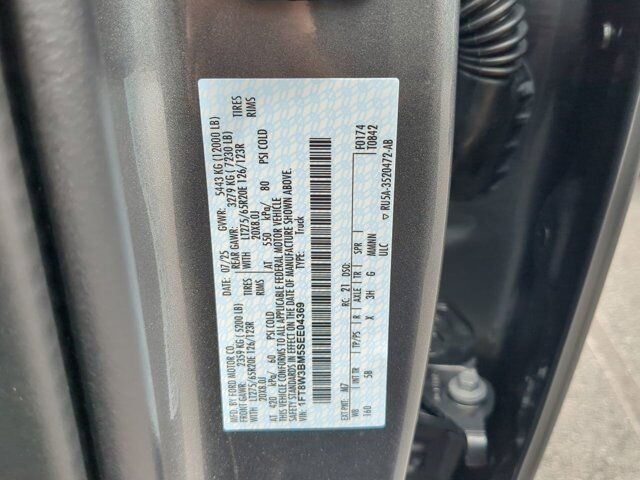 MFD. BY FORD MOTOR CO.
DATE: 07/25 GVWR: 5443 KG (12000 LB)
FRONT GAWR: 2359 KG (5200 LB) REAR GAWR: 3279 KG (7230 LB)
WITH LT275/65R20E 126/123R TIRES WITH LT275/65R20E 126/123R TIRES
20X8.0J RIMS 20X8.0J RIMS
AT 420 kPa/ 60 PSI COLD AT 550 kPa/ 80 PSI COLD
THIS VEHICLE CONFORMS TO ALL APPLICABLE FEDERAL MOTOR VEHICLE
SAFETY STANDARDS IN EFFECT ON THE DATE OF MANUFACTURE SHOWN ABOVE.
VIN: 1FT8W3BM5SEE04369 TYPE: Truck
F0174
T0842
EXT PNT: M7 RC: 21 DSO:
WB INT TR TP/PS R AXLE TR SPR
160 5B X 3H G MMMNN
ULC
RU5A-3520472-AB